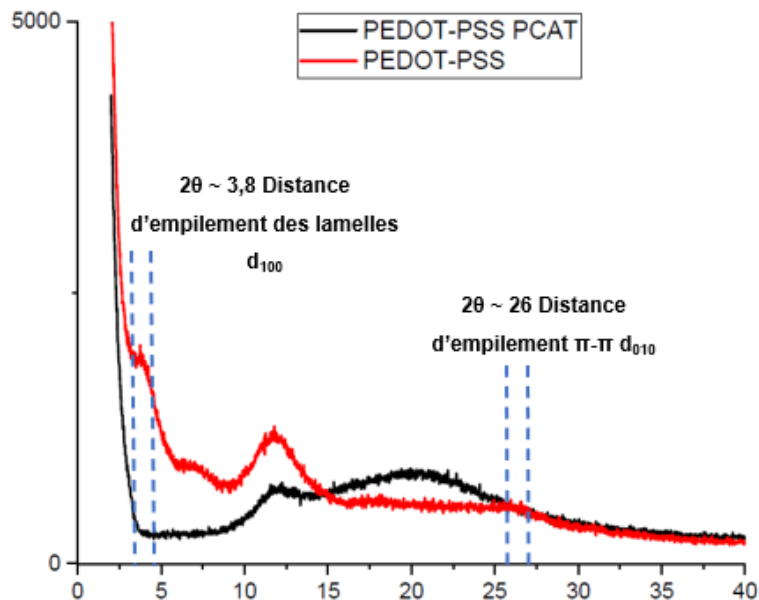 5000
PEDOT-PSS PCAT
PEDOT-PSS
2θ ~ 3,8 Distance
d'empilement des lamelles
d₁₀₀
2θ ~ 26 Distance
d'empilement π-π d₀₁₀
0
0 5 10 15 20 25 30 35 40